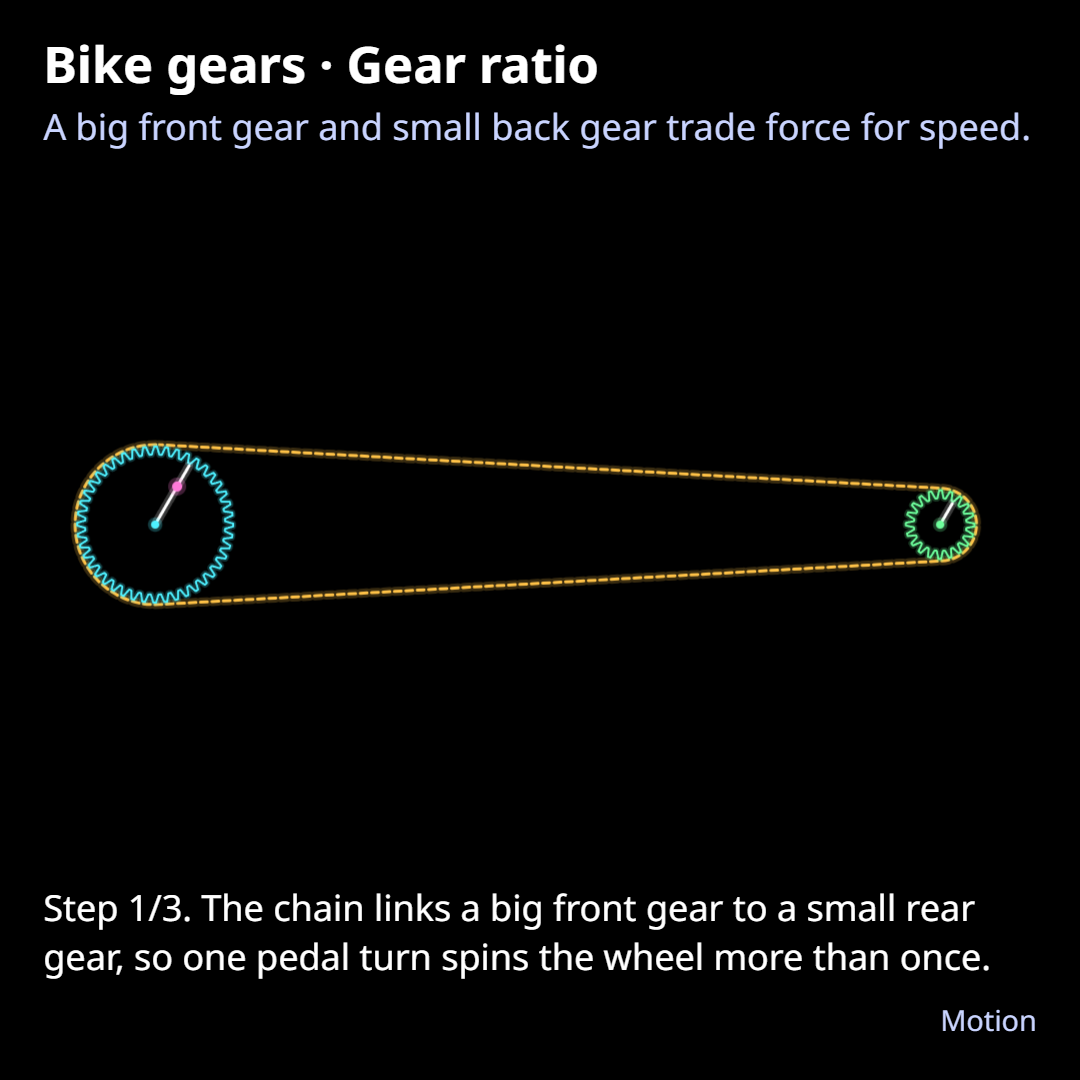 Bike gears · Gear ratio
A big front gear and small back gear trade force for speed.
Step 1/3. The chain links a big front gear to a small rear
gear, so one pedal turn spins the wheel more than once.
Motion